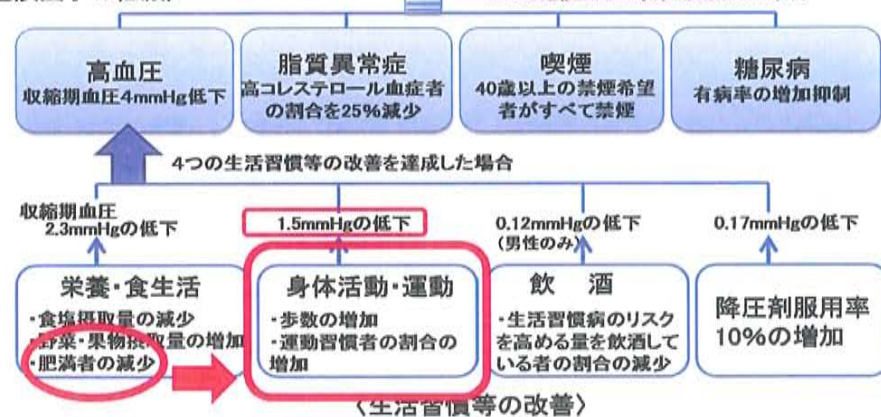 高血圧
収縮期血圧4mmHg低下
脂質異常症
高コレステロール血症者
の割合を25%減少
喫煙
40歳以上の禁煙希望
者がすべて禁煙
糖尿病
有病率の増加抑制
4つの生活習慣等の改善を達成した場合
収縮期血圧
2.3mmHgの低下
1.5mmHgの低下
0.12mmHgの低下
(男性のみ)
0.17mmHgの低下
栄養・食生活
・食塩摂取量の減少
・野菜・果物摂取量の増加
・肥満者の減少
身体活動・運動
・歩数の増加
・運動習慣者の割合の
増加
飲 酒
・生活習慣病のリスク
を高める量を飲酒して
いる者の割合の減少
降圧剤服用率
10%の増加
〈生活習慣等の改善〉